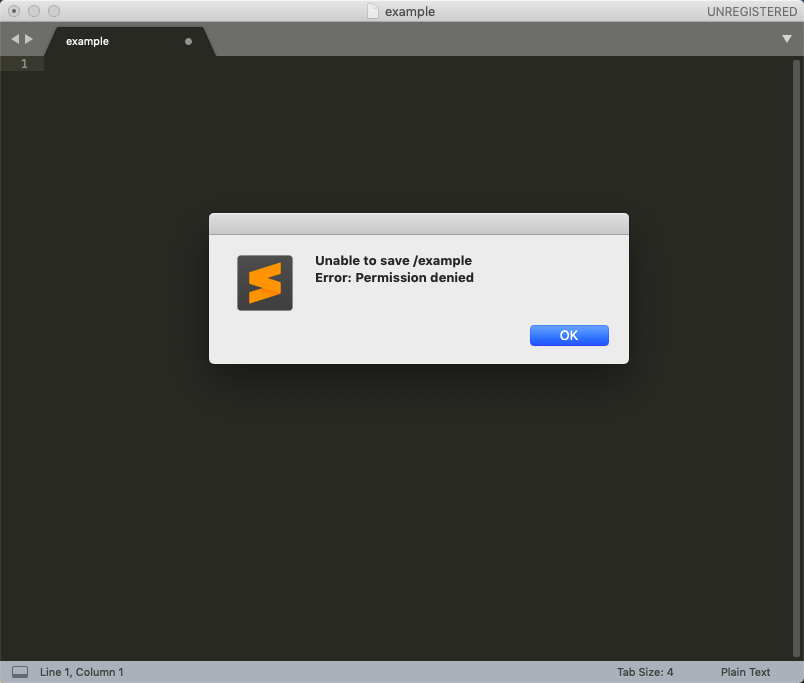 example
UNREGISTERED
example
1
Unable to save /example
Error: Permission denied
OK
Line 1, Column 1
Tab Size: 4
Plain Text